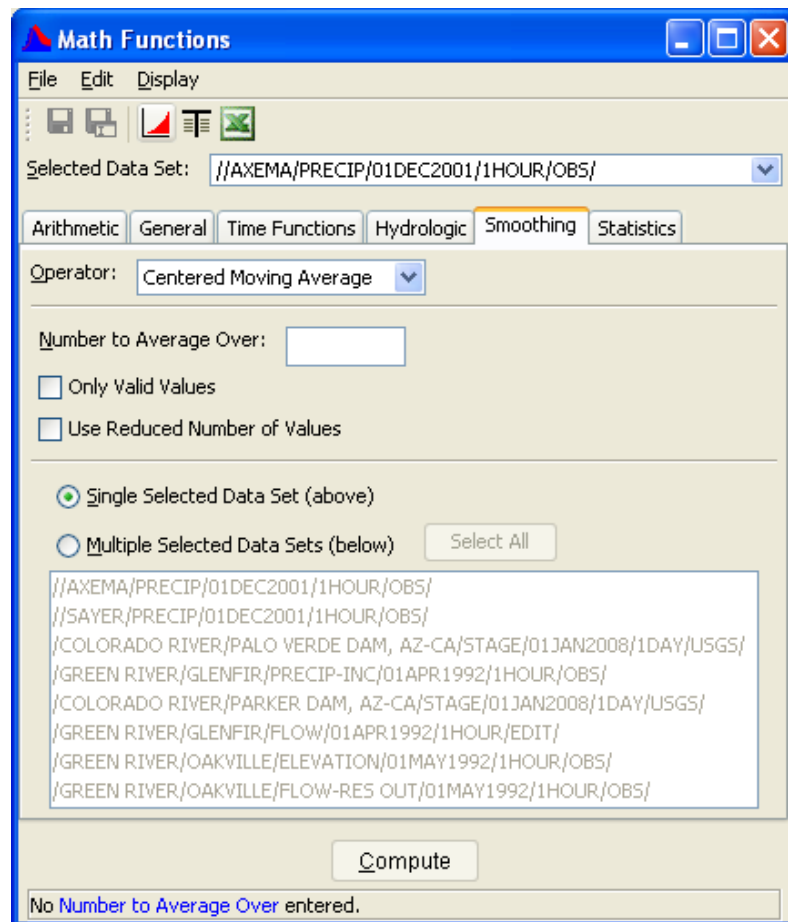 Math Functions
File Edit Display
Selected Data Set: //AXEMA/PRECIP/01DEC2001/1HOUR/OBS/
Arithmetic General Time Functions Hydrologic Smoothing Statistics
Operator: Centered Moving Average
Number to Average Over:
Only Valid Values
Use Reduced Number of Values
Single Selected Data Set (above)
Multiple Selected Data Sets (below) Select All
//AXEMA/PRECIP/01DEC2001/1HOUR/OBS/
//SAYER/PRECIP/01DEC2001/1HOUR/OBS/
/COLORADO RIVER/PALO VERDE DAM, AZ-CA/STAGE/01JAN2008/1DAY/USGS/
/GREEN RIVER/GLENFIR/PRECIP-INC/01APR1992/1HOUR/OBS/
/COLORADO RIVER/PARKER DAM, AZ-CA/STAGE/01JAN2008/1DAY/USGS/
/GREEN RIVER/GLENFIR/FLOW/01APR1992/1HOUR/EDIT/
/GREEN RIVER/OAKVILLE/ELEVATION/01MAY1992/1HOUR/OBS/
/GREEN RIVER/OAKVILLE/FLOW-RES OUT/01MAY1992/1HOUR/OBS/
Compute
No Number to Average Over entered.